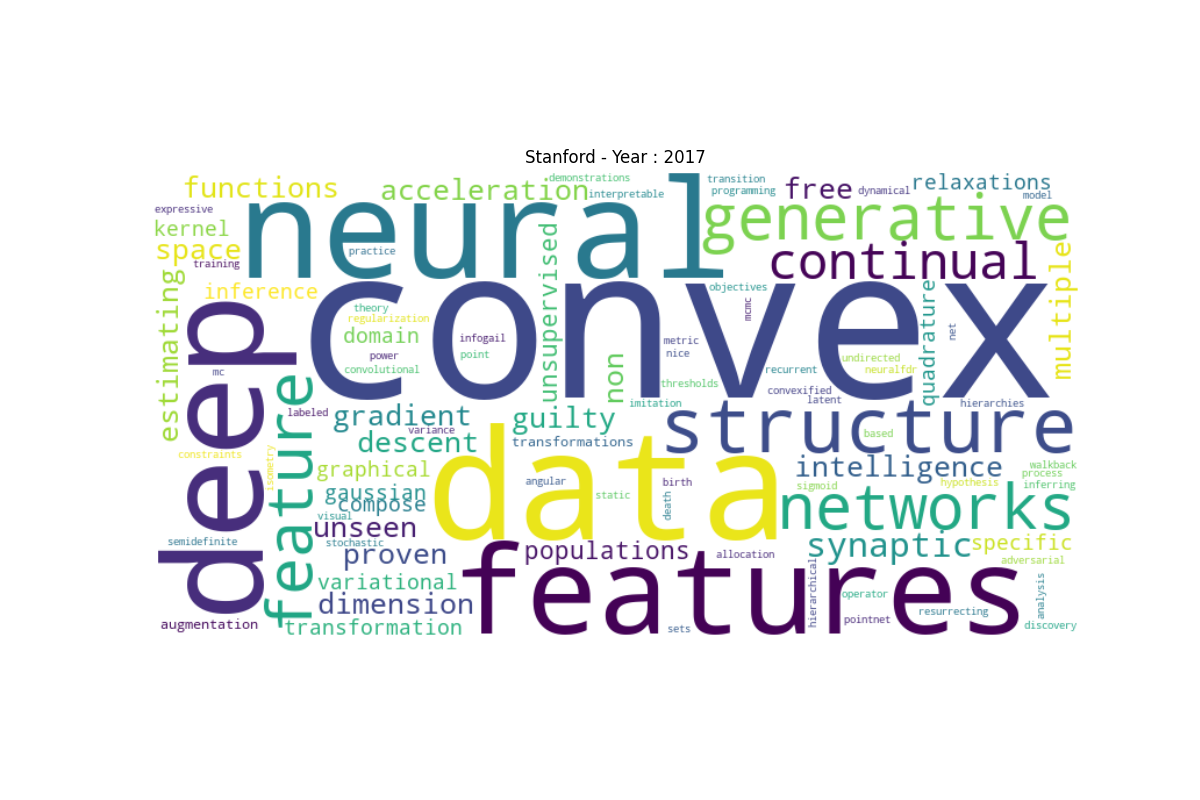 Stanford - Year : 2017
functions
acceleration
demonstrations
interpretable
transition
programming
free
dynamical
relaxations
model
expressive
kernel
space
training
neural
practice
unsupervised
generative
continual
multiple
estimating
inference
deep
convex
theory
regularization
domain
power
convolutional
infogail
point
non
objectives
mcmc
metric
nice
thresholds
imitation
undirected
neuralfdr
recurrent
convexified
latent
quadrature
net
hierarchies
mc
feature
labeled
gradient
variance
descent
guilty
transformations
structure
based
constraints
isometry
graphical
gaussian
compose
visual
unseen
stochastic
proven
data
angular
static
birth
death
intelligence
sigmoid
hypothesis
walkback
process
inferring
networks
synaptic
specific
adversarial
semidefinite
populations
allocation
variational
dimension
features
hierarchical
operator
pointnet
resurrecting
analysis
discovery
augmentation
transformation
sets